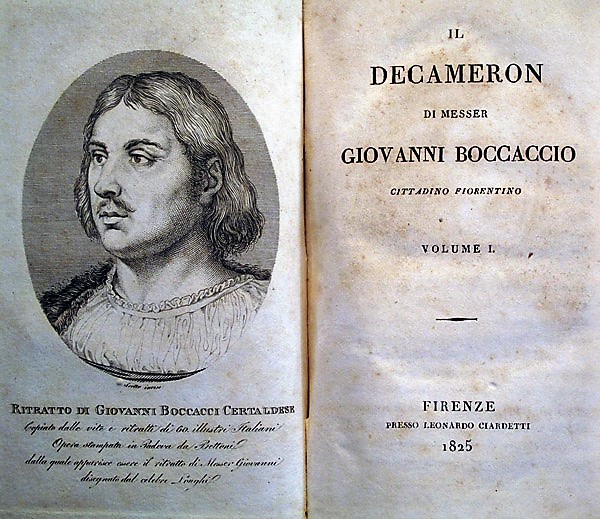 RITRATTO DI GIOVANNI BOCCACCI CERTALDESE
Copiato dalle vite e ritratti di 60 illustri Italiani
Opera stampata in Padova da Bettoni
dalla quale apparisce essere il ritratto di Messer Giovanni
disegnato dal celebre Longhi
IL
DECAMERON
DI MESSER
GIOVANNI BOCCACCIO
CITTADINO FIORENTINO
VOLUME I.
FIRENZE
PRESSO LEONARDO CIARDETTI
1825